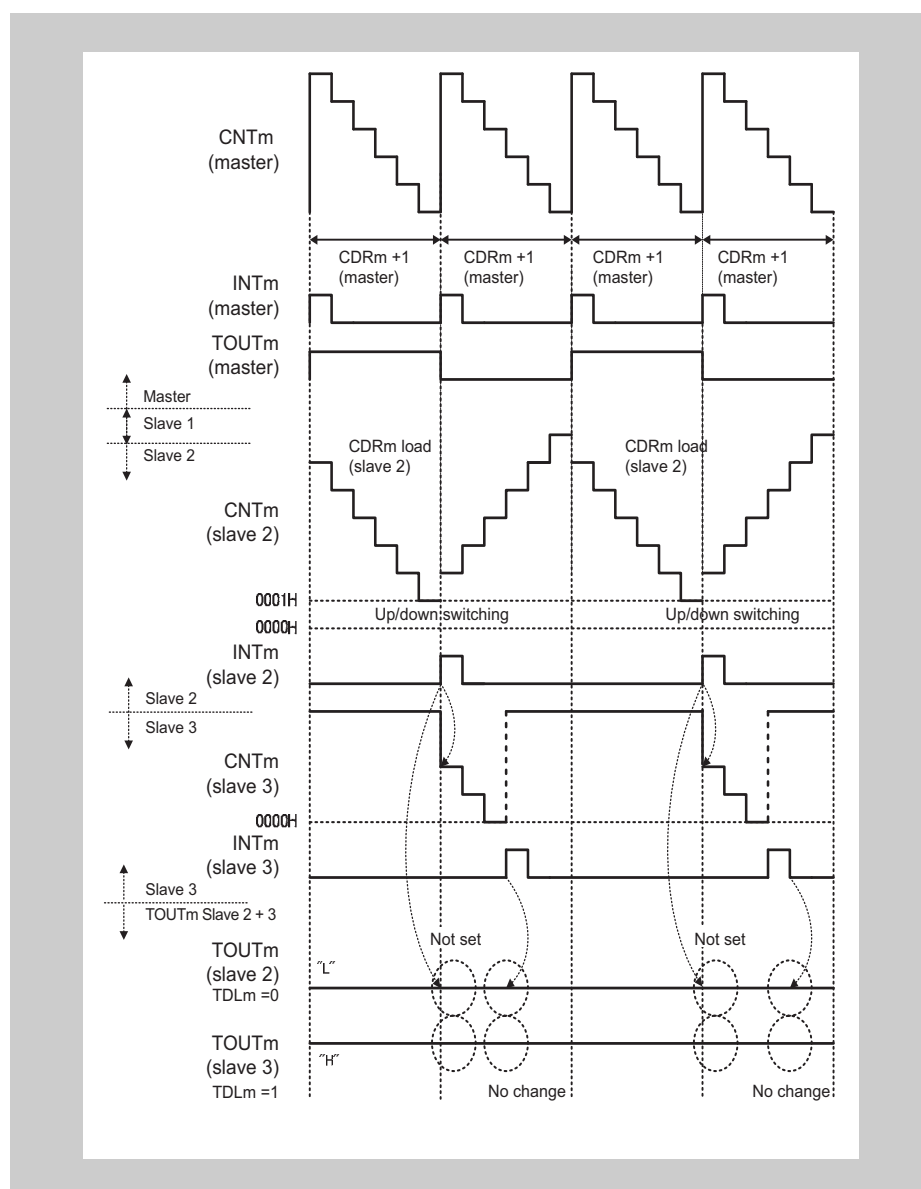 CNTm
(master)
CDRm +1
(master)
CDRm +1
(master)
CDRm +1
(master)
CDRm +1
(master)
INTm
(master)
TOUTm
(master)
Master
Slave 1
Slave 2
CDRm load
(slave 2)
CDRm load
(slave 2)
CNTm
(slave 2)
0001H
Up/down switching
Up/down switching
0000H
INTm
(slave 2)
Slave 2
Slave 3
CNTm
(slave 3)
0000H
INTm
(slave 3)
Slave 3
TOUTm Slave 2 + 3
Not set
Not set
TOUTm
(slave 2)
TDLm =0
"L"
TOUTm
(slave 3)
TDLm =1
"H"
No change
No change